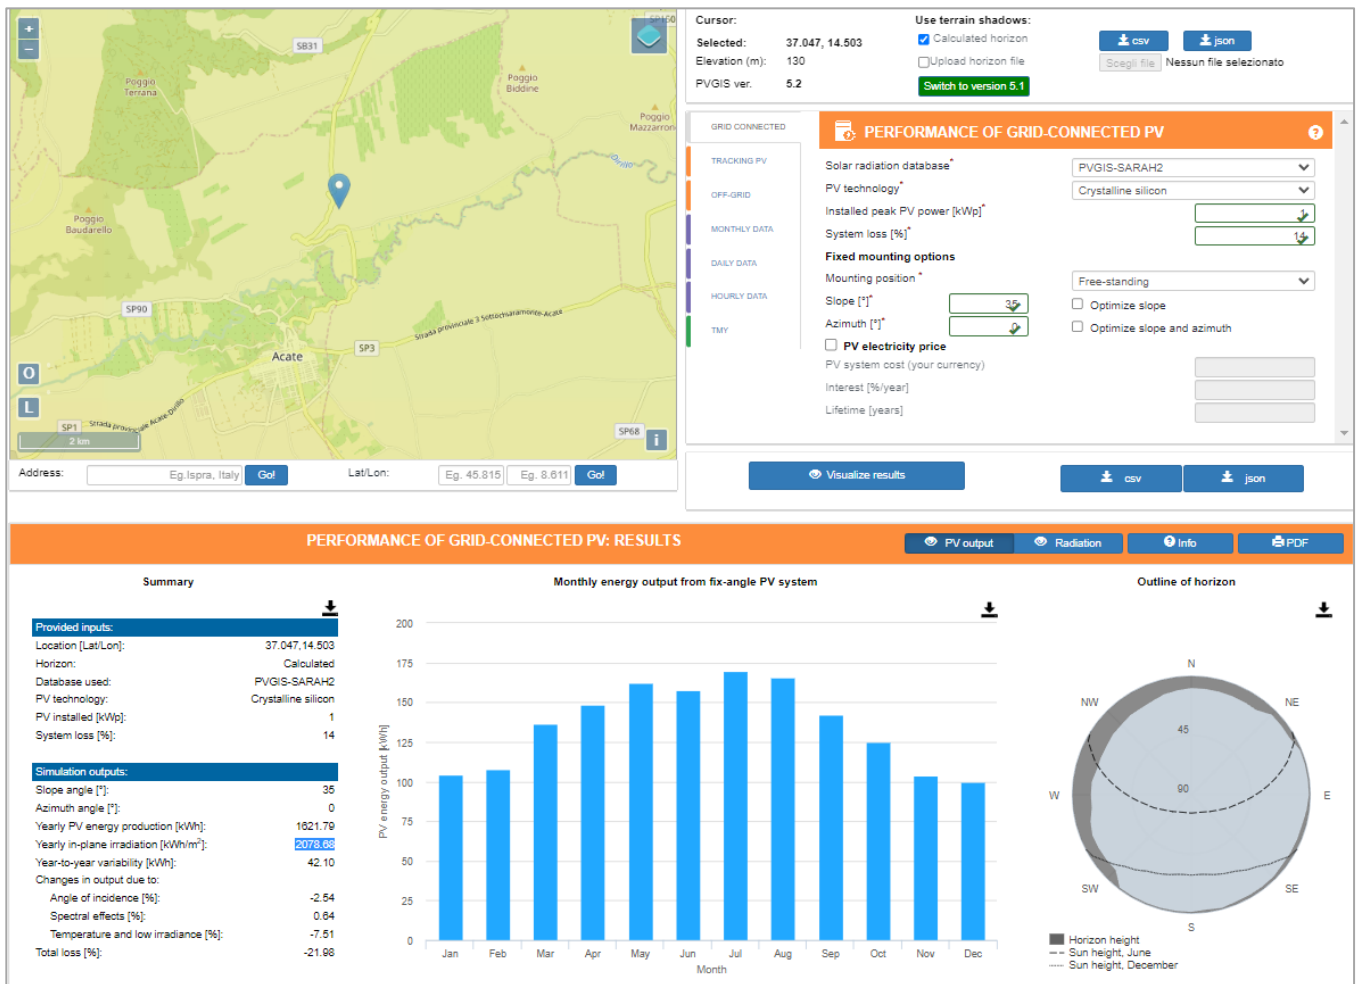 +
−
SB31
SP150
Poggio
Terrana
Poggio
Biddine
Poggio
Mazzarron
Dirillo
Poggio
Baudarello
SP90
Strada provinciale 3 Sottochiaramonte-Acate
SP3
Acate
O
L
SP1
Strada provinciale Acate-Dirillo
SP68
2 km
i
Address:
Eg.Ispra, Italy
Go!
Lat/Lon:
Eg. 45.815
Eg. 8.611
Go!
Cursor:
Selected: 37.047, 14.503
Elevation (m): 130
PVGIS ver. 5.2
Use terrain shadows:
Calculated horizon
Upload horizon file
Switch to version 5.1
csv
json
Scegli file Nessun file selezionato
GRID CONNECTED
TRACKING PV
OFF-GRID
MONTHLY DATA
DAILY DATA
HOURLY DATA
TMY
PERFORMANCE OF GRID-CONNECTED PV
?
Solar radiation database* PVGIS-SARAH2
PV technology* Crystalline silicon
Installed peak PV power [kWp]* 1
System loss [%]* 14
Fixed mounting options
Mounting position * Free-standing
Slope [°]* 35 Optimize slope
Azimuth [°]* 0 Optimize slope and azimuth
PV electricity price
PV system cost (your currency)
Interest [%/year]
Lifetime [years]
Visualize results
csv
json
PERFORMANCE OF GRID-CONNECTED PV: RESULTS
PV output
Radiation
Info
PDF
Summary
Provided inputs:
Location [Lat/Lon]: 37.047,14.503
Horizon: Calculated
Database used: PVGIS-SARAH2
PV technology: Crystalline silicon
PV installed [kWp]: 1
System loss [%]: 14
Simulation outputs:
Slope angle [°]: 35
Azimuth angle [°]: 0
Yearly PV energy production [kWh]: 1621.79
Yearly in-plane irradiation [kWh/m²]: 2078.68
Year-to-year variability [kWh]: 42.10
Changes in output due to:
Angle of incidence [%]: -2.54
Spectral effects [%]: 0.64
Temperature and low irradiance [%]: -7.51
Total loss [%]: -21.98
Monthly energy output from fix-angle PV system
PV energy output [kWh]
200
175
150
125
100
75
50
25
0
Jan Feb Mar Apr May Jun Jul Aug Sep Oct Nov Dec
Month
Outline of horizon
N
NW
NE
45
W
90
E
SW
SE
S
Horizon height
Sun height, June
Sun height, December